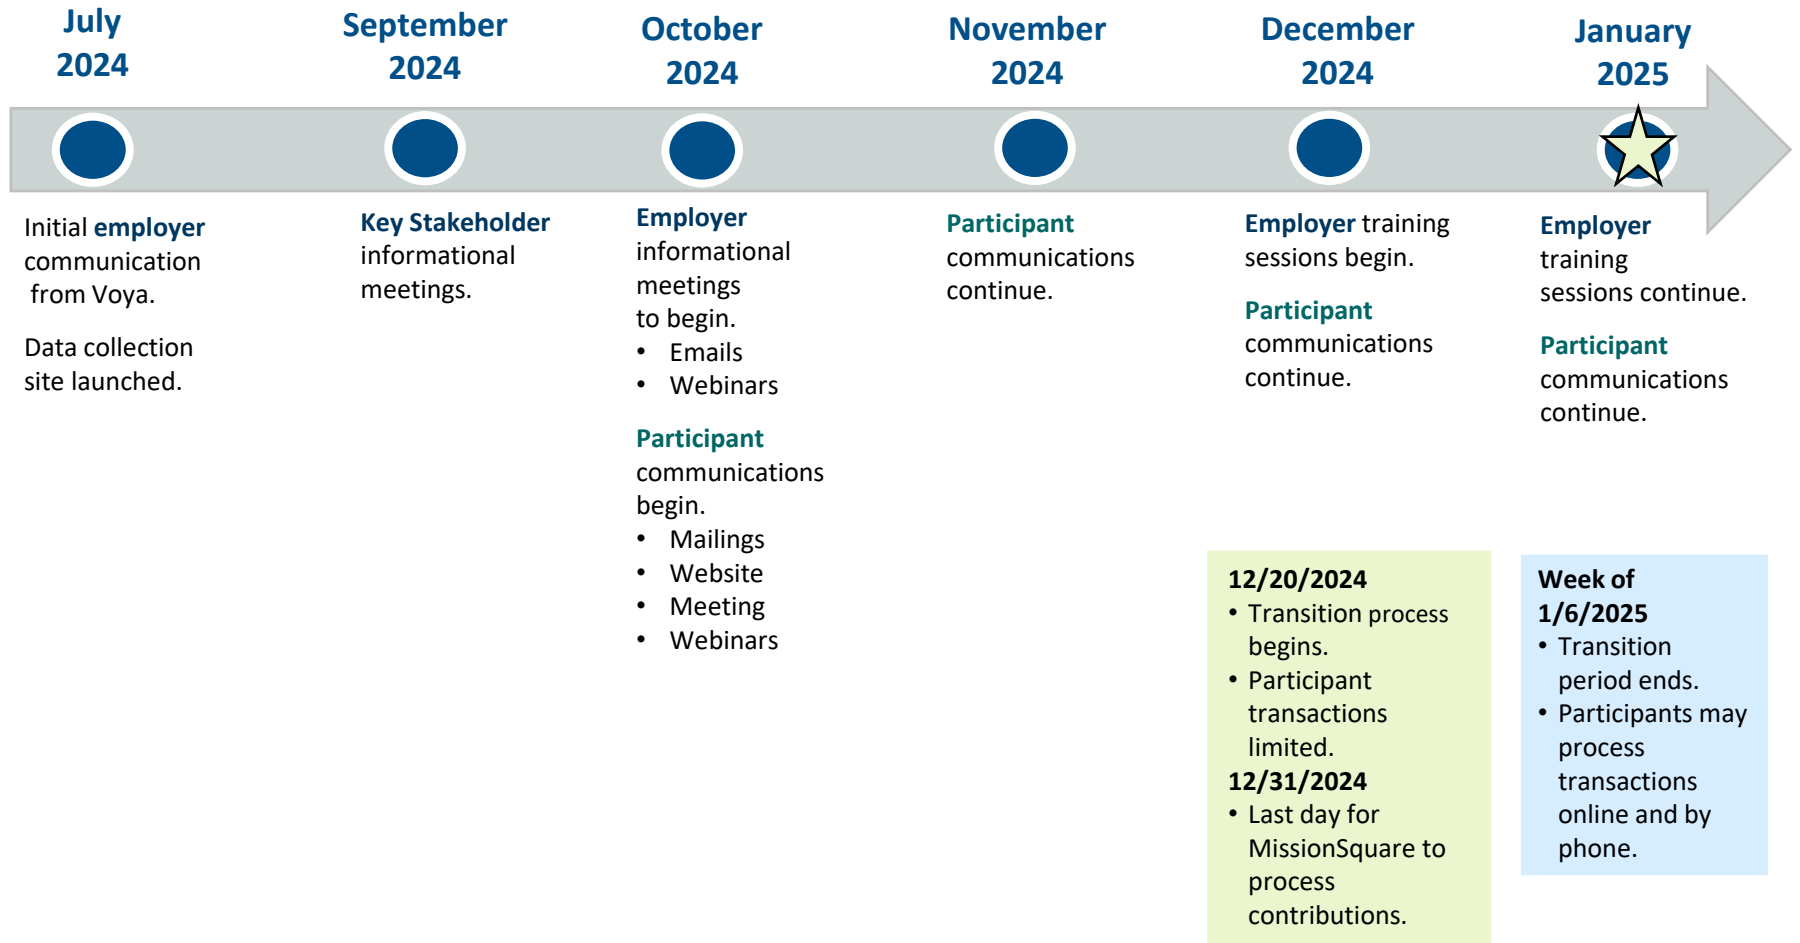 July
2024
September
2024
October
2024
November
2024
December
2024
January
2025
Initial employer
communication
from Voya.
Data collection
site launched.
Key Stakeholder
informational
meetings.
Employer
informational
meetings
to begin.
• Emails
• Webinars
Participant
communications
begin.
• Mailings
• Website
• Meeting
• Webinars
Participant
communications
continue.
Employer training
sessions begin.
Participant
communications
continue.
12/20/2024
• Transition process
begins.
• Participant
transactions
limited.
12/31/2024
• Last day for
MissionSquare to
process
contributions.
Employer
training
sessions continue.
Participant
communications
continue.
Week of
1/6/2025
• Transition
period ends.
• Participants may
process
transactions
online and by
phone.